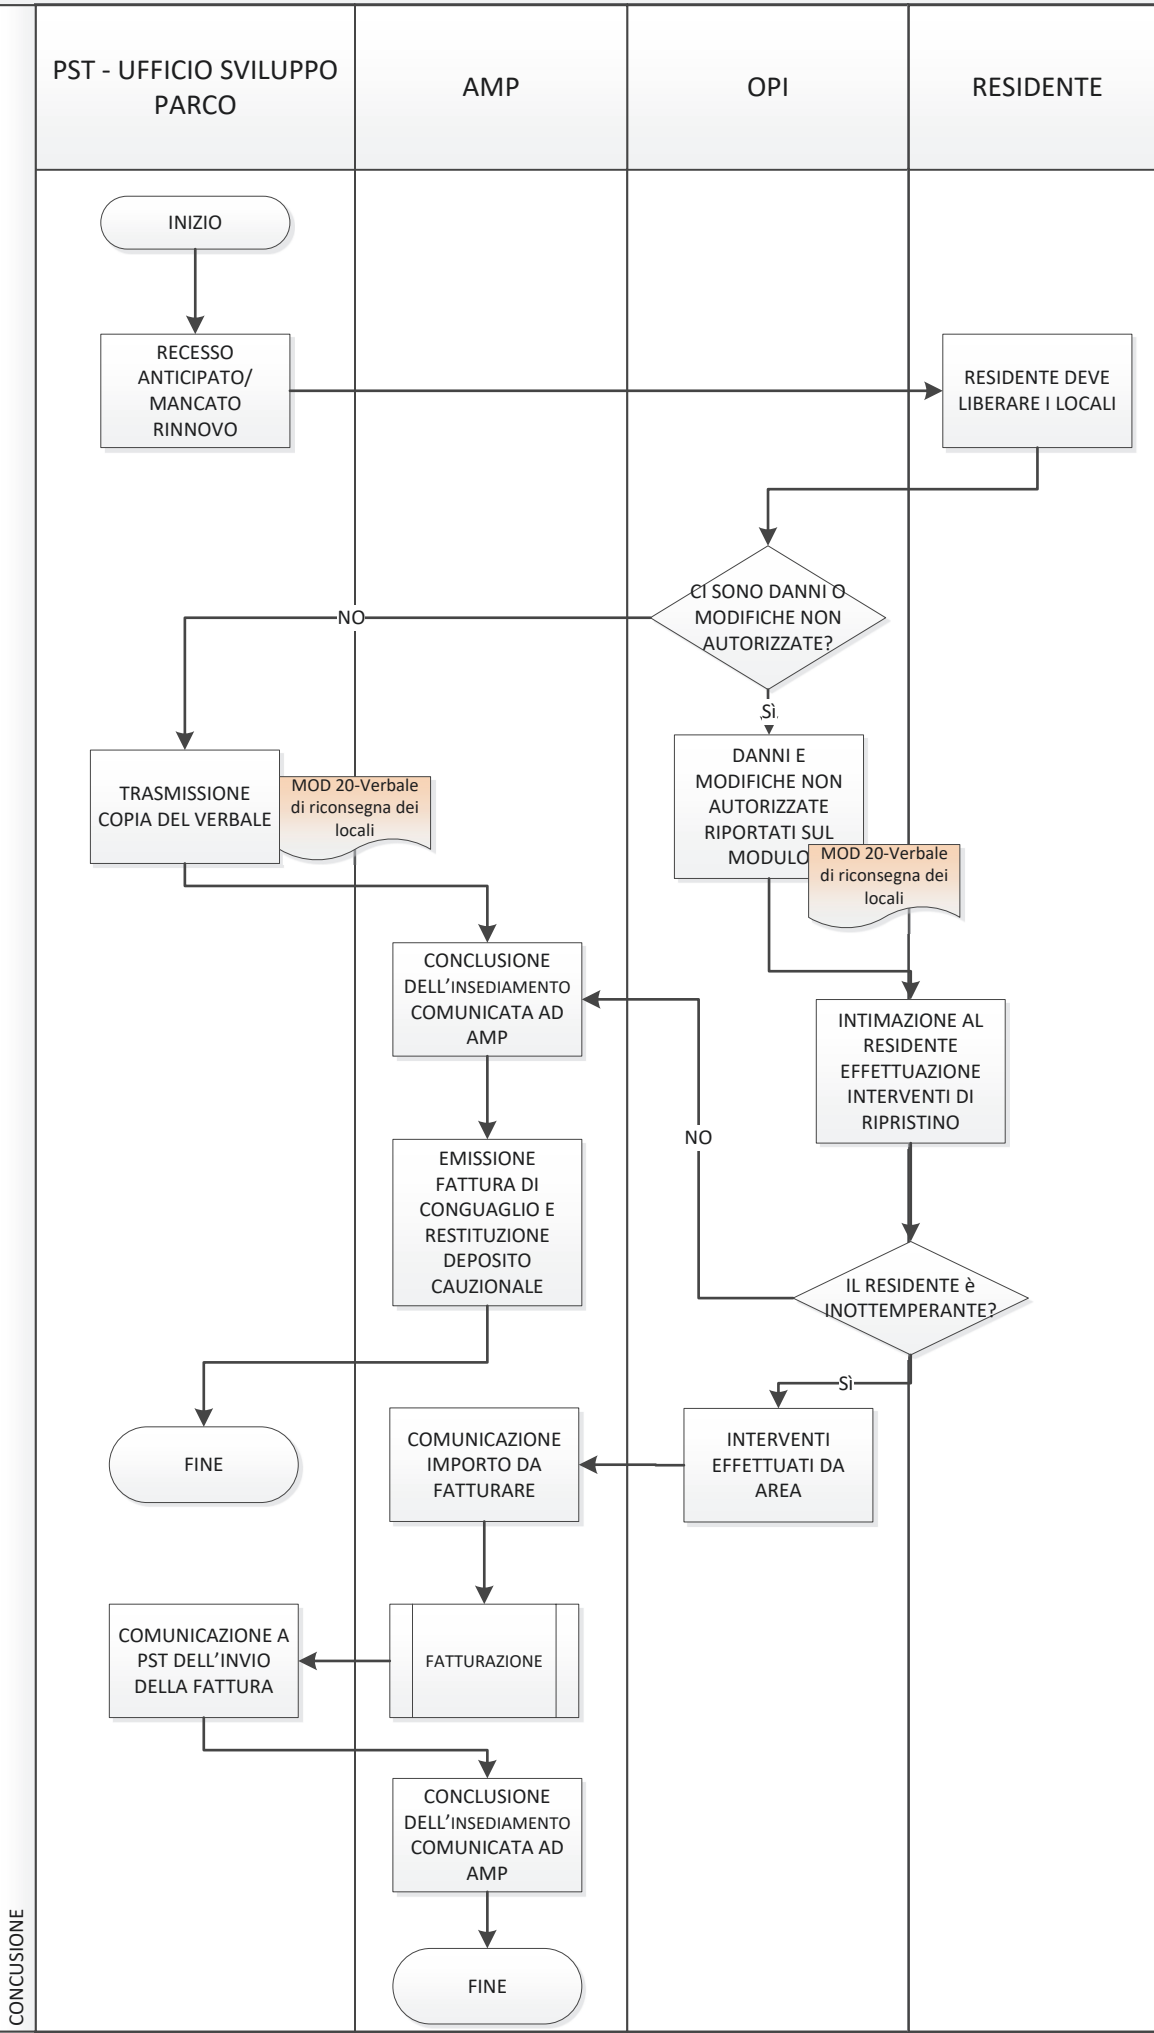 PST - UFFICIO SVILUPPO
PARCO
AMP
OPI
RESIDENTE
INIZIO
RECESSO
ANTICIPATO/
MANCATO
RINNOVO
RESIDENTE DEVE
LIBERARE I LOCALI
CI SONO DANNI O
MODIFICHE NON
AUTORIZZATE?
NO
Sì
TRASMISSIONE
COPIA DEL VERBALE
MOD 20-Verbale
di riconsegna dei
locali
DANNI E
MODIFICHE NON
AUTORIZZATE
RIPORTATI SUL
MODULO
MOD 20-Verbale
di riconsegna dei
locali
CONCLUSIONE
DELL'INSEDIAMENTO
COMUNICATA AD
AMP
INTIMAZIONE AL
RESIDENTE
EFFETTUAZIONE
INTERVENTI DI
RIPRISTINO
NO
EMISSIONE
FATTURA DI
CONGUAGLIO E
RESTITUZIONE
DEPOSITO
CAUZIONALE
IL RESIDENTE è
INOTTEMPERANTE?
Sì
FINE
COMUNICAZIONE
IMPORTO DA
FATTURARE
INTERVENTI
EFFETTUATI DA
AREA
COMUNICAZIONE A
PST DELL'INVIO
DELLA FATTURA
FATTURAZIONE
CONCLUSIONE
DELL'INSEDIAMENTO
COMUNICATA AD
AMP
FINE
CONCUSIONE